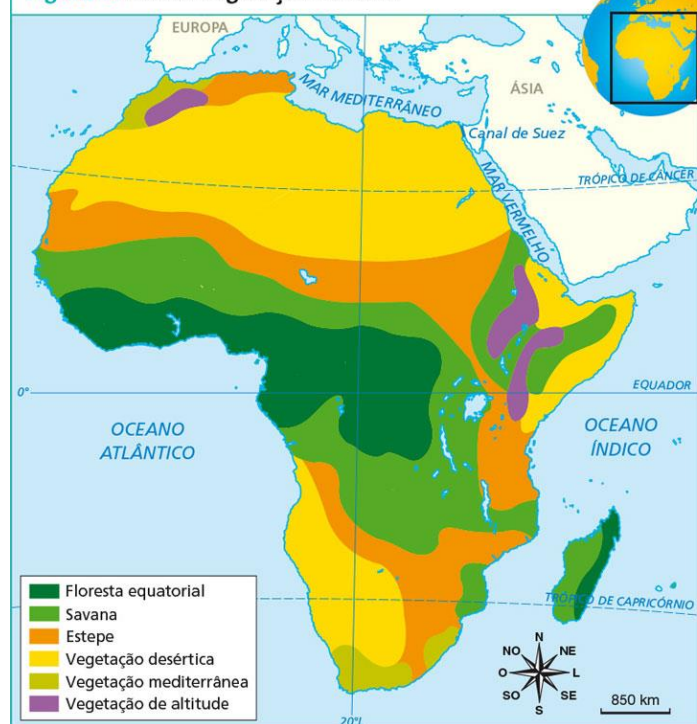 EUROPA
MAR MEDITERRÂNEO
ÁSIA
Canal de Suez
TRÓPICO DE CÂNCER
MAR VERMELHO
0°
EQUADOR
OCEANO
ATLÂNTICO
OCEANO
ÍNDICO
TRÓPICO DE CAPRICÓRNIO
Floresta equatorial
Savana
Estepe
Vegetação desértica
Vegetação mediterrânea
Vegetação de altitude
N
NO NE
O L
SO SE
S
850 km
20°L